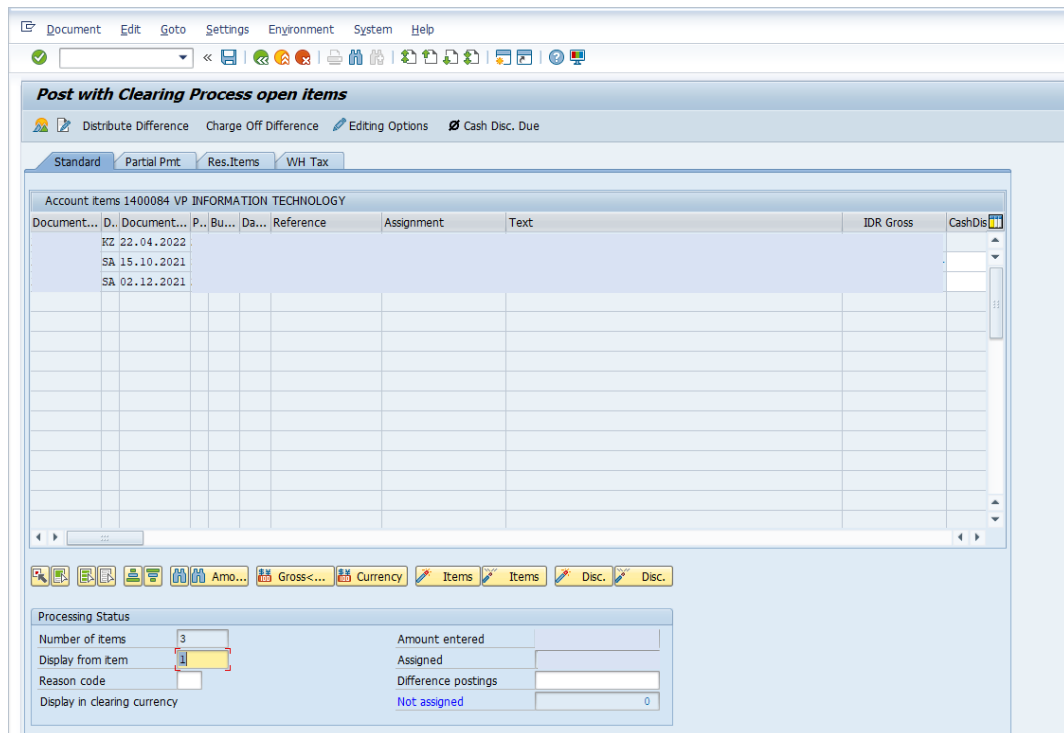 Document Edit Goto Settings Environment System Help
«
Post with Clearing Process open items
Distribute Difference Charge Off Difference Editing Options Cash Disc. Due
Standard Partial Pmt Res.Items WH Tax
Account items 1400084 VP INFORMATION TECHNOLOGY
Document... D.. Document... P.. Bu... Da... Reference Assignment Text IDR Gross CashDis
KZ 22.04.2022
SA 15.10.2021
SA 02.12.2021
Amo... Gross<... Currency Items Items Disc. Disc.
Processing Status
Number of items 3 Amount entered
Display from item 1 Assigned
Reason code Difference postings
Display in clearing currency Not assigned 0